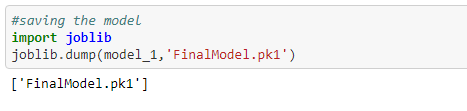 #saving the model
import joblib
joblib.dump(model_1,'FinalModel.pk1')
['FinalModel.pk1']